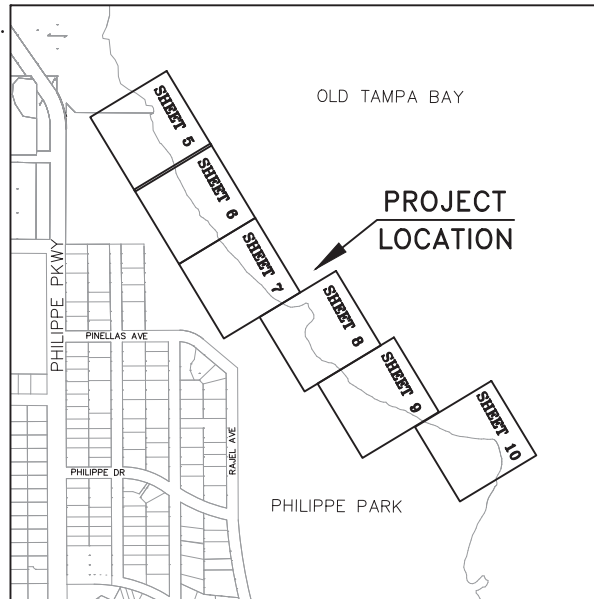 OLD TAMPA BAY
SHEET 5
SHEET 6
PROJECT
LOCATION
SHEET 7
PHILIPPE PKWY
SHEET 8
PINELLAS AVE
SHEET 9
SHEET 10
RAJEL AVE
PHILIPPE DR
PHILIPPE PARK